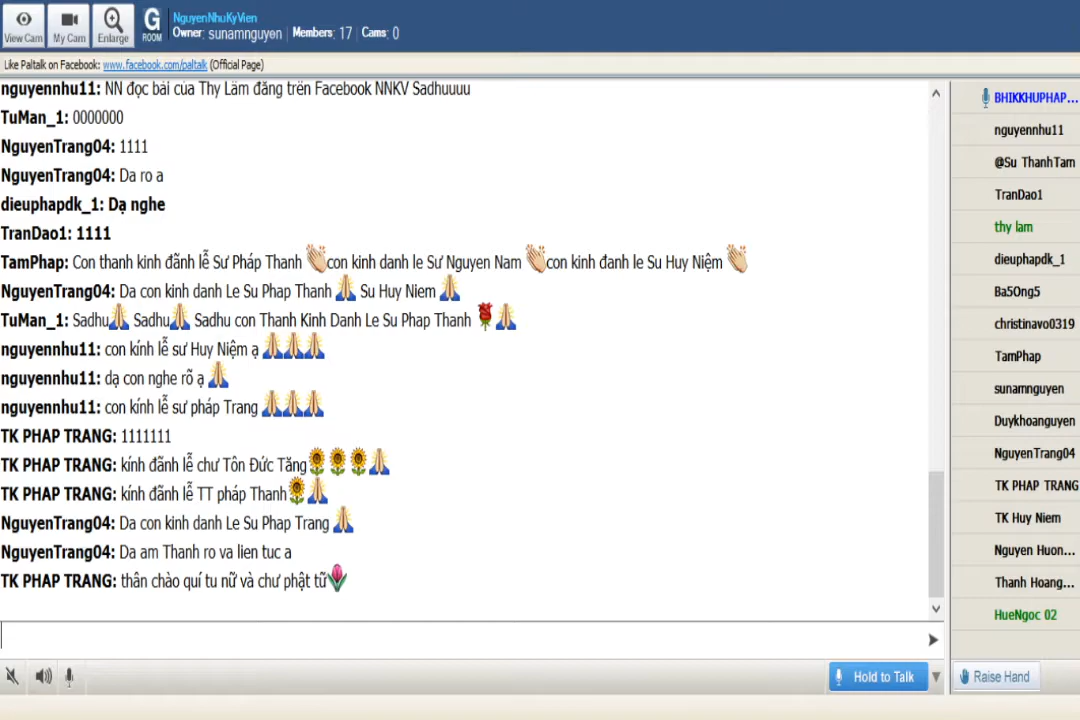 NguyenNhuKyVien
View Cam
My Cam
Enlarge
G ROOM
Owner: sunamnguyen | Members: 17 | Cams: 0
Like Paltalk on Facebook: www.facebook.com/paltalk (Official Page)
nguyennhu11: NN đọc bài của Thy Lâm đăng trên Facebook NNKV Sadhuuuu
TuMan_1: 0000000
NguyenTrang04: 1111
NguyenTrang04: Da ro a
dieuphapdk_1: Dạ nghe
TranDao1: 1111
TamPhap: Con thanh kinh đãnh lễ Sư Pháp Thanh 👏con kinh danh le Sư Nguyen Nam 👏con kinh đanh le Su Huy Niệm 👏
NguyenTrang04: Da con kinh danh Le Su Phap Thanh 🙏 Su Huy Niem 🙏
TuMan_1: Sadhu🙏 Sadhu🙏 Sadhu con Thanh Kinh Danh Le Su Phap Thanh 🌹🙏
nguyennhu11: con kính lễ sư Huy Niệm ạ 🙏🙏🙏
nguyennhu11: dạ con nghe rõ ạ 🙏
nguyennhu11: con kính lễ sư pháp Trang 🙏🙏🙏
TK PHAP TRANG: 1111111
TK PHAP TRANG: kính đãnh lễ chư Tôn Đức Tăng🌻🌻🌻🙏
TK PHAP TRANG: kính đãnh lễ TT pháp Thanh🌻🙏
NguyenTrang04: Da con kinh danh Le Su Phap Trang 🙏
NguyenTrang04: Da am Thanh ro va lien tuc a
TK PHAP TRANG: thân chào quí tu nữ và chư phật tữ🌷
Hold to Talk
BHIKKHUPHAP...
nguyennhu11
@Su ThanhTam
TranDao1
thy lam
dieuphapdk_1
Ba5Ong5
christinavo0319
TamPhap
sunamnguyen
Duykhoanguyen
NguyenTrang04
TK PHAP TRANG
TK Huy Niem
Nguyen Huon...
Thanh Hoang...
HueNgoc 02
Raise Hand